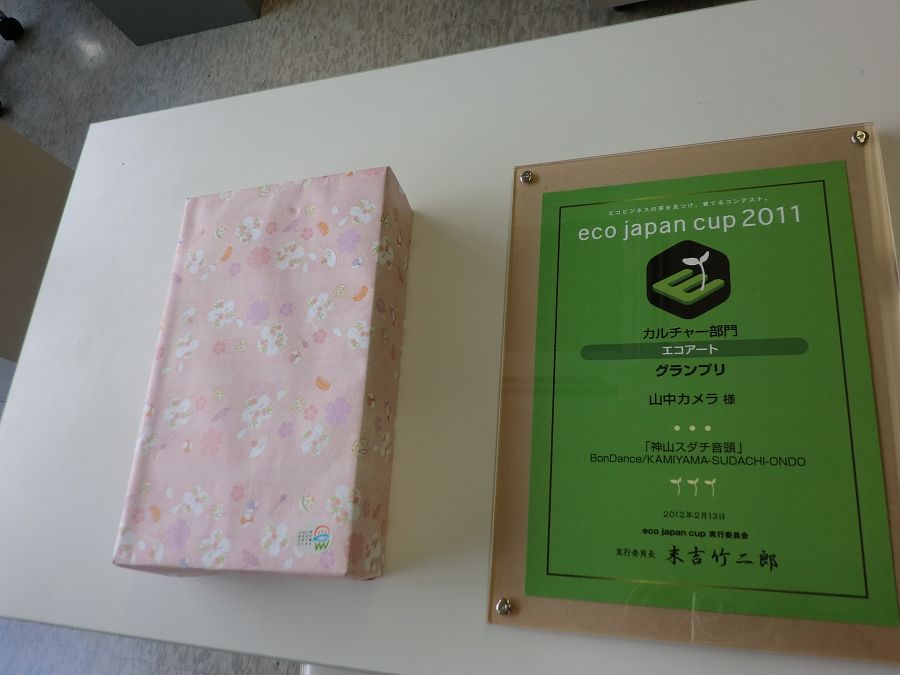 エコビジネスの芽を見つけ、育てるコンテスト。
eco japan cup 2011
カルチャー部門
エコアート
グランプリ
山中カメラ 様
「神山スダチ音頭」
BonDance/KAMIYAMA-SUDACHI-ONDO
2012年2月13日
eco japan cup 実行委員会
実行委員長 末吉竹二郎